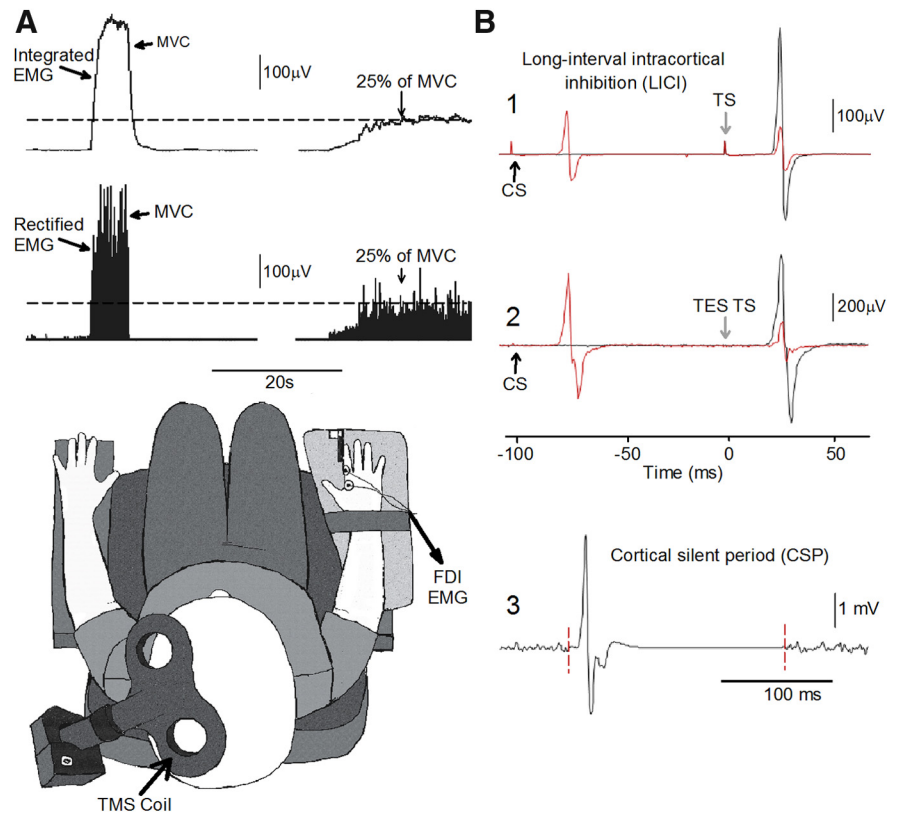 A
Integrated
EMG
MVC
100μV
25% of MVC
Rectified
EMG
MVC
100μV
25% of MVC
20s
FDI
EMG
TMS Coil
B
Long-interval intracortical
inhibition (LICI)
1
TS
100μV
CS
2
TES TS
200μV
CS
-100
-50
0
50
Time (ms)
Cortical silent period (CSP)
3
1 mV
100 ms